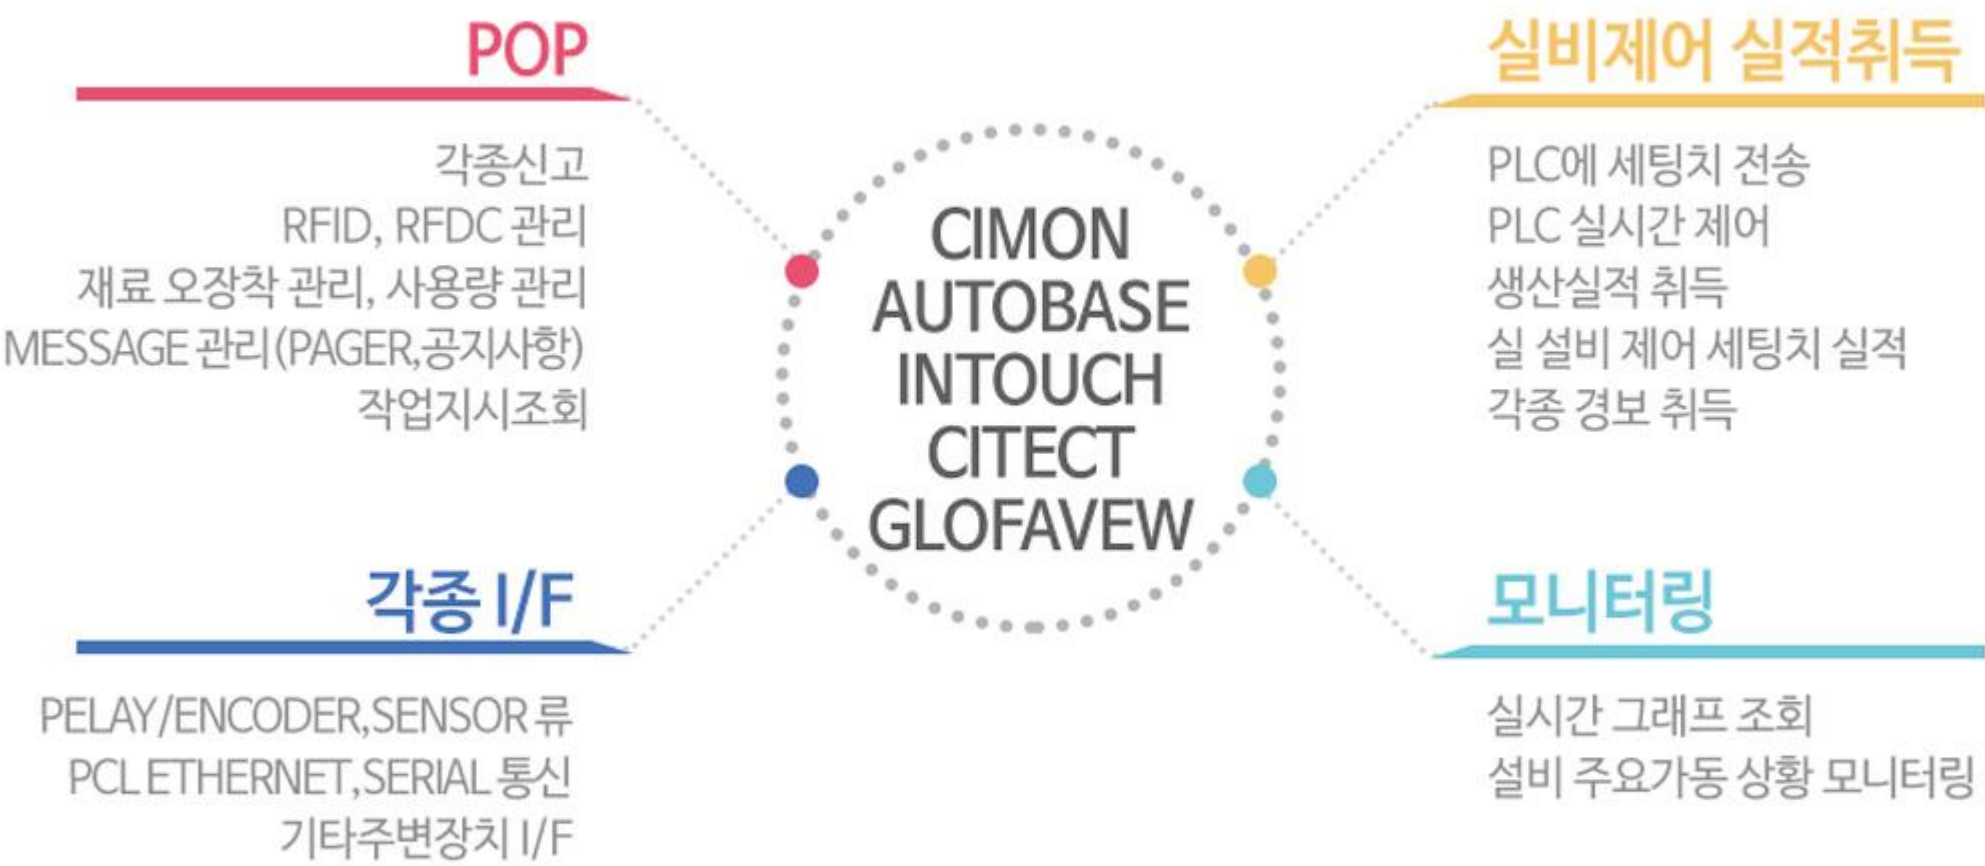 POP
각종신고
RFID, RFDC 관리
재료 오장착 관리, 사용량 관리
MESSAGE 관리(PAGER,공지사항)
작업지시조회
실비제어 실적취득
PLC에 세팅치 전송
PLC 실시간 제어
생산실적 취득
실 설비 제어 세팅치 실적
각종 경보 취득
CIMON
AUTOBASE
INTOUCH
CITECT
GLOFAVEW
각종 I/F
PELAY/ENCODER,SENSOR 류
PCL ETHERNET,SERIAL 통신
기타주변장치 I/F
모니터링
실시간 그래프 조회
설비 주요가동 상황 모니터링